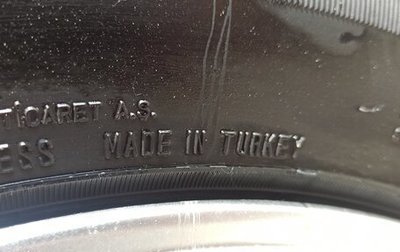 TİCARET A.S.
MADE IN TURKEY